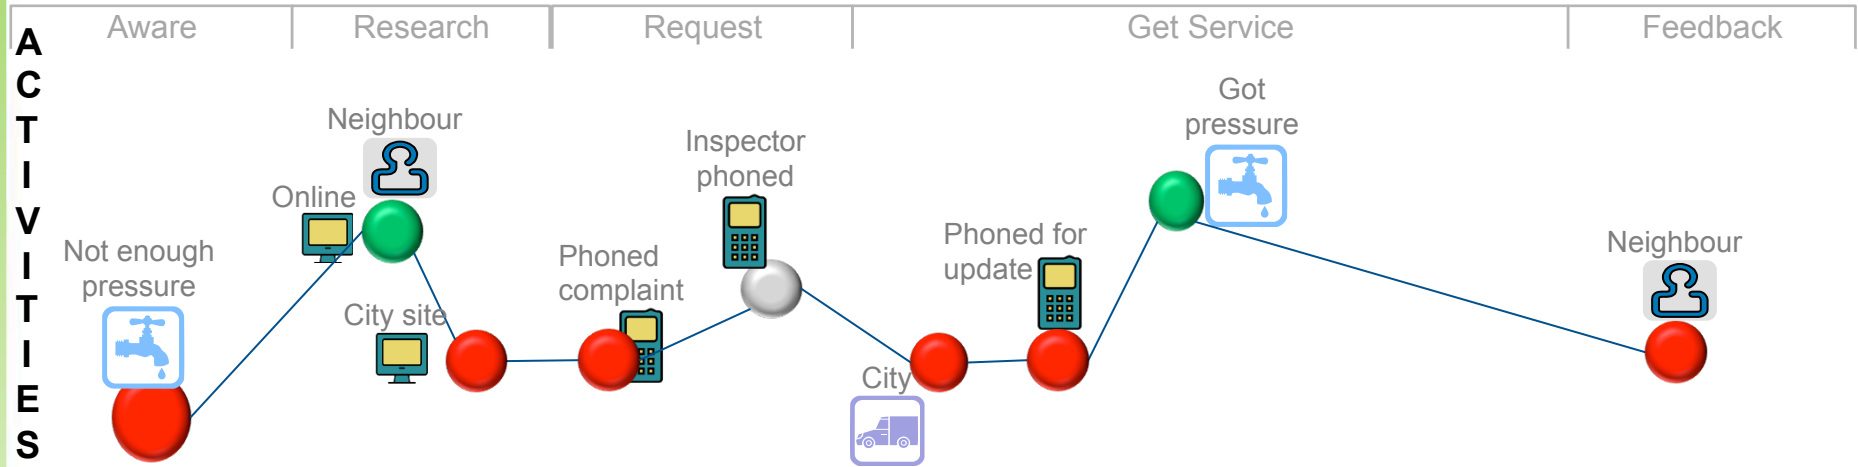 Aware
Research
Request
Get Service
Feedback
ACTIVITIES
Not enough
pressure
Online
Neighbour
City site
Phoned
complaint
Inspector
phoned
City
Phoned for
update
Got
pressure
Neighbour